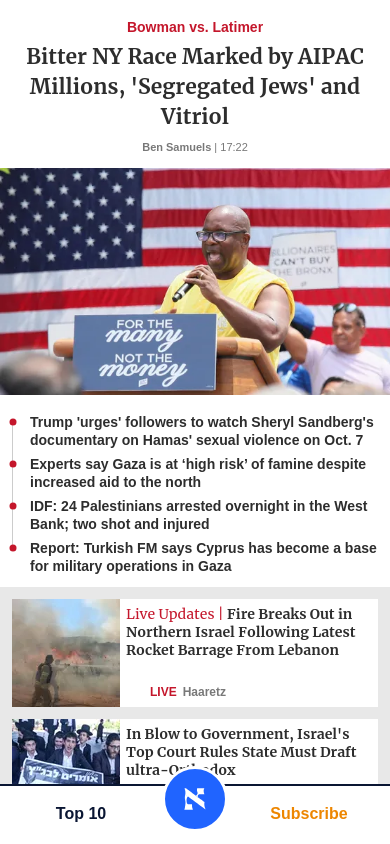 Bowman vs. Latimer
Bitter NY Race Marked by AIPAC
Millions, 'Segregated Jews' and
Vitriol
Ben Samuels | 17:22
BILLIONAIRES
CAN'T BUY
THE BRONX
FOR THE
many
NOT THE
money
Trump 'urges' followers to watch Sheryl Sandberg's
documentary on Hamas' sexual violence on Oct. 7
Experts say Gaza is at ‘high risk’ of famine despite
increased aid to the north
IDF: 24 Palestinians arrested overnight in the West
Bank; two shot and injured
Report: Turkish FM says Cyprus has become a base
for military operations in Gaza
Live Updates | Fire Breaks Out in
Northern Israel Following Latest
Rocket Barrage From Lebanon
LIVE Haaretz
In Blow to Government, Israel's
Top Court Rules State Must Draft
אומרים לבג"ץ
Top 10
Subscribe